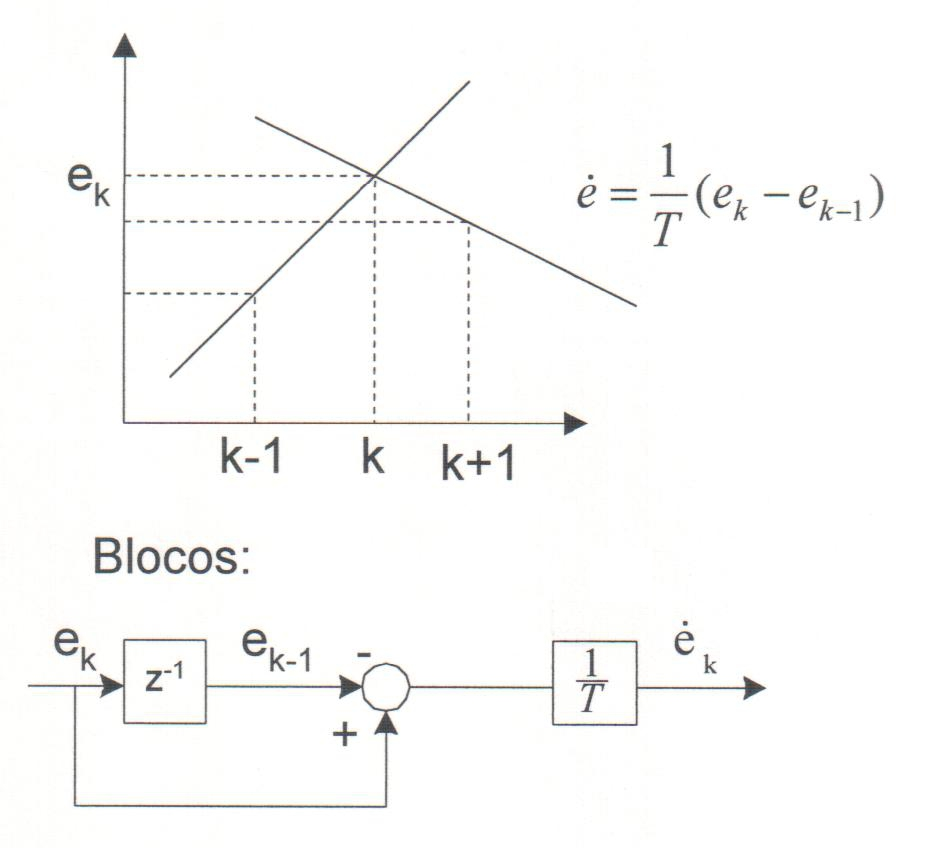 e_k
ė = 1/T (e_k − e_{k−1})
k-1 k k+1
Blocos:
e_k z^{-1} e_{k-1} - + 1/T ė_k